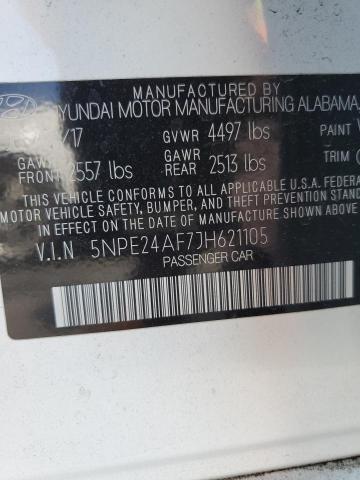 MANUFACTURED BY
HYUNDAI MOTOR MANUFACTURING ALABAMA,
/17 GVWR 4497 lbs PAINT
GAWR FRONT 2557 lbs GAWR REAR 2513 lbs TRIM
THIS VEHICLE CONFORMS TO ALL APPLICABLE U.S.A. FEDERAL
MOTOR VEHICLE SAFETY, BUMPER, AND THEFT PREVENTION
STANDARDS IN EFFECT ON THE DATE OF MANUFACTURE SHOWN ABOVE.
V.I.N 5NPE24AF7JH621105
PASSENGER CAR